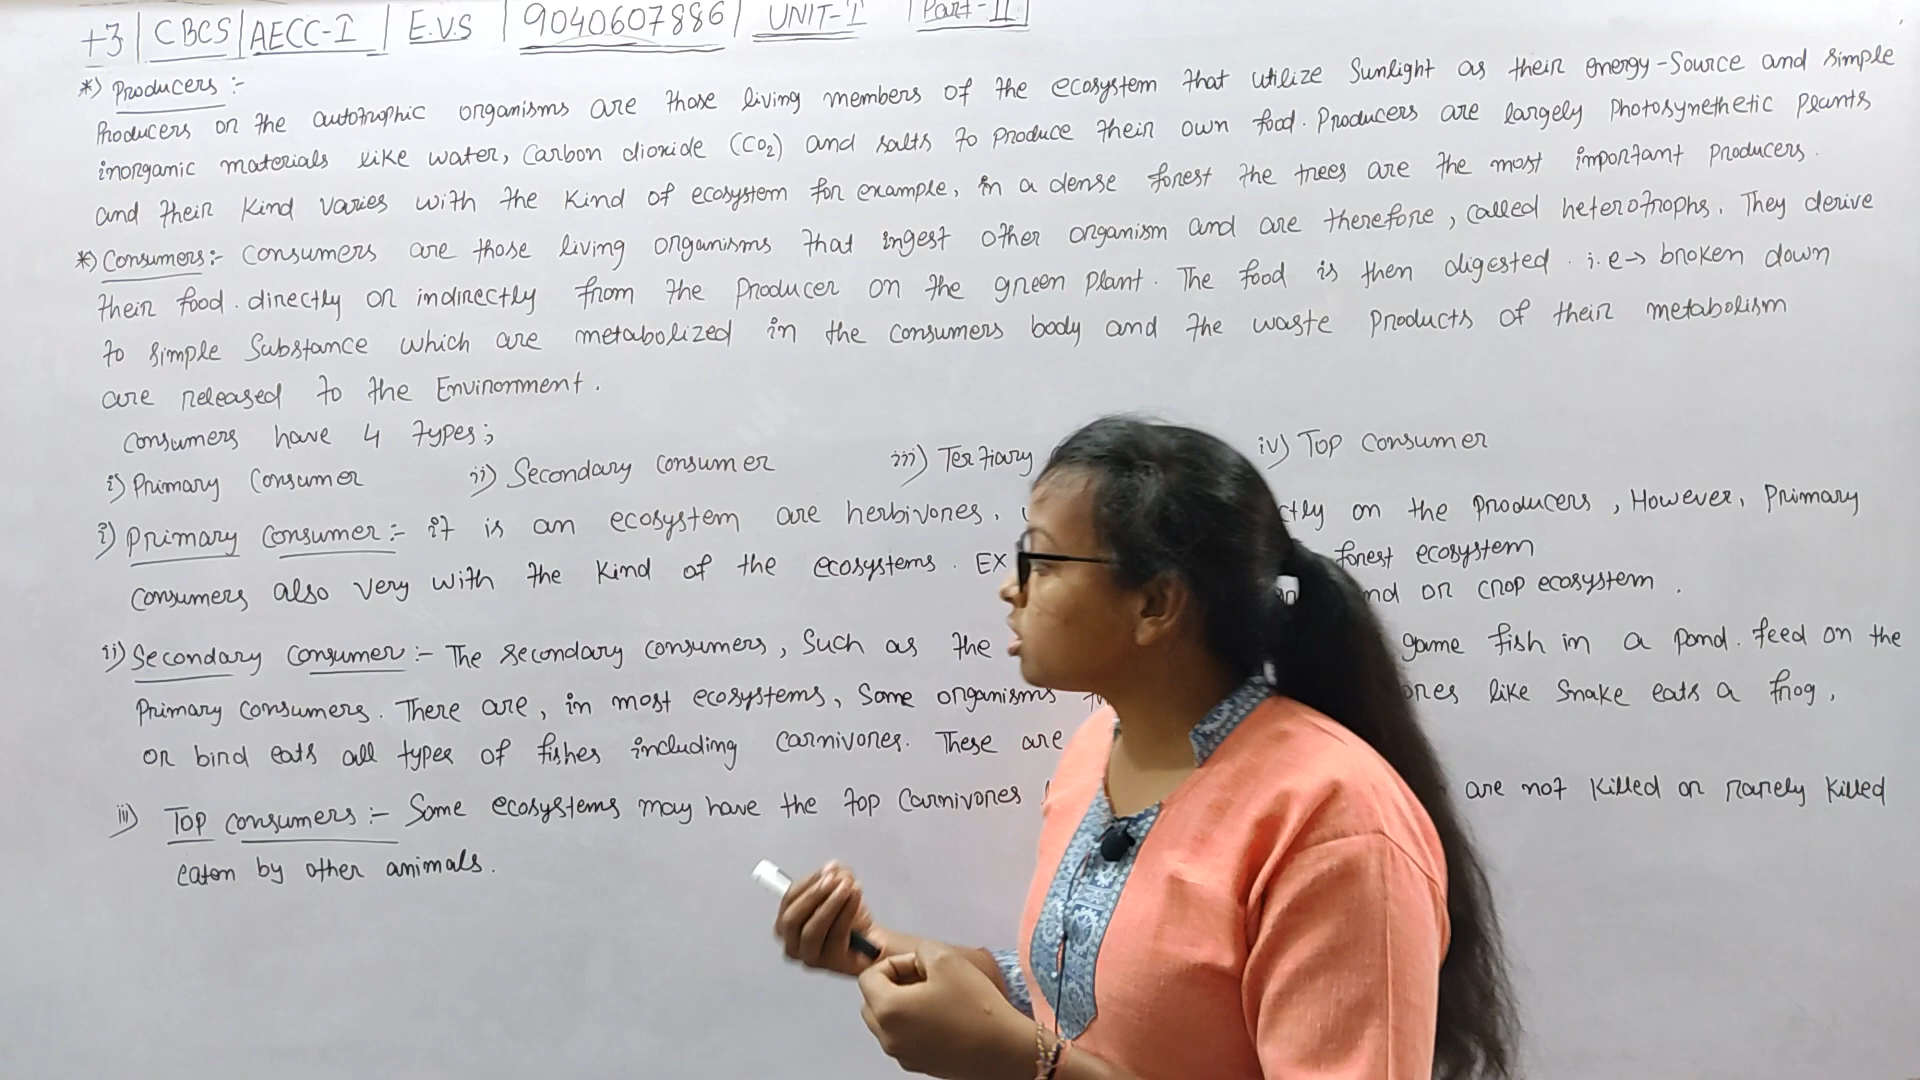 +3 | CBCS | AECC-I | E.V.S | 9040607886 | UNIT-I | Part-II |
*) Producers :-
Producers or the autotrophic organisms are those living members of the ecosystem that utilize Sunlight as their energy-Source and simple
inorganic materials like water, Carbon dioxide (CO2) and salts to produce their own food. Producers are largely photosynethetic plants
and their kind varies with the kind of ecosystem for example, in a dense forest the trees are the most important producers.
*) Consumers:- Consumers are those living organisms that ingest other organism and are therefore, called heterotrophs. They derive
their food. directly or indirectly from the producer or the green plant. The food is then digested. i.e→ broken down
to simple Substance which are metabolized in the consumers body and the waste products of their metabolism
are released to the Environment.
Consumers have 4 types;
i) Primary Consumer ii) Secondary Consumer iii) Tertiary iv) Top Consumer
i) Primary Consumer :- it is an ecosystem are herbivores. on the producers, However, Primary
Consumers also very with the kind of the ecosystems. EX forest ecosystem
or crop ecosystem.
ii) Secondary Consumer :- The secondary consumers, Such as the game fish in a pond. feed on the
Primary Consumers. There are, in most ecosystems, Some organisms like Snake eats a frog,
or bird eats all types of fishes including carnivores. These are
iii) Top consumers :- Some ecosystems may have the top carnivores are not killed or rarely killed
eaten by other animals.